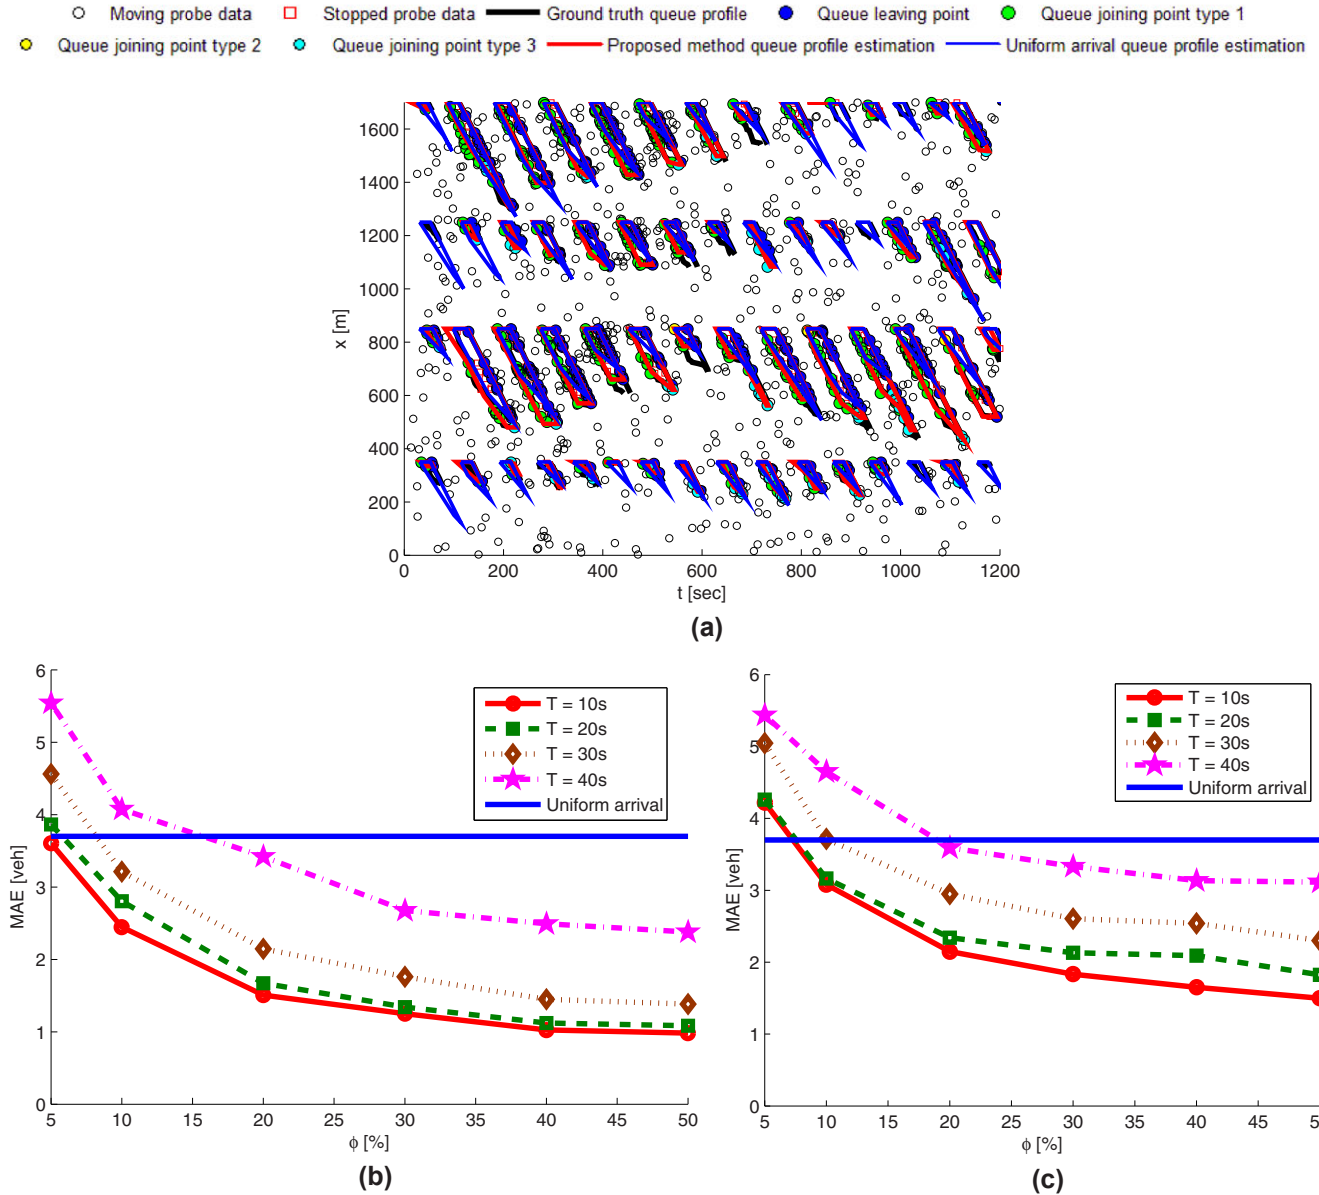 Moving probe data Stopped probe data Ground truth queue profile Queue leaving point Queue joining point type 1
Queue joining point type 2 Queue joining point type 3 Proposed method queue profile estimation Uniform arrival queue profile estimation
x [m]
1600
1400
1200
1000
800
600
400
200
0
0 200 400 600 800 1000 1200
t [sec]
(a)
MAE [veh]
6
5
4
3
2
1
0
T = 10s
T = 20s
T = 30s
T = 40s
Uniform arrival
5 10 15 20 25 30 35 40 45 50
ϕ [%]
(b)
MAE [veh]
6
5
4
3
2
1
0
T = 10s
T = 20s
T = 30s
T = 40s
Uniform arrival
5 10 15 20 25 30 35 40 45 5
ϕ [%]
(c)